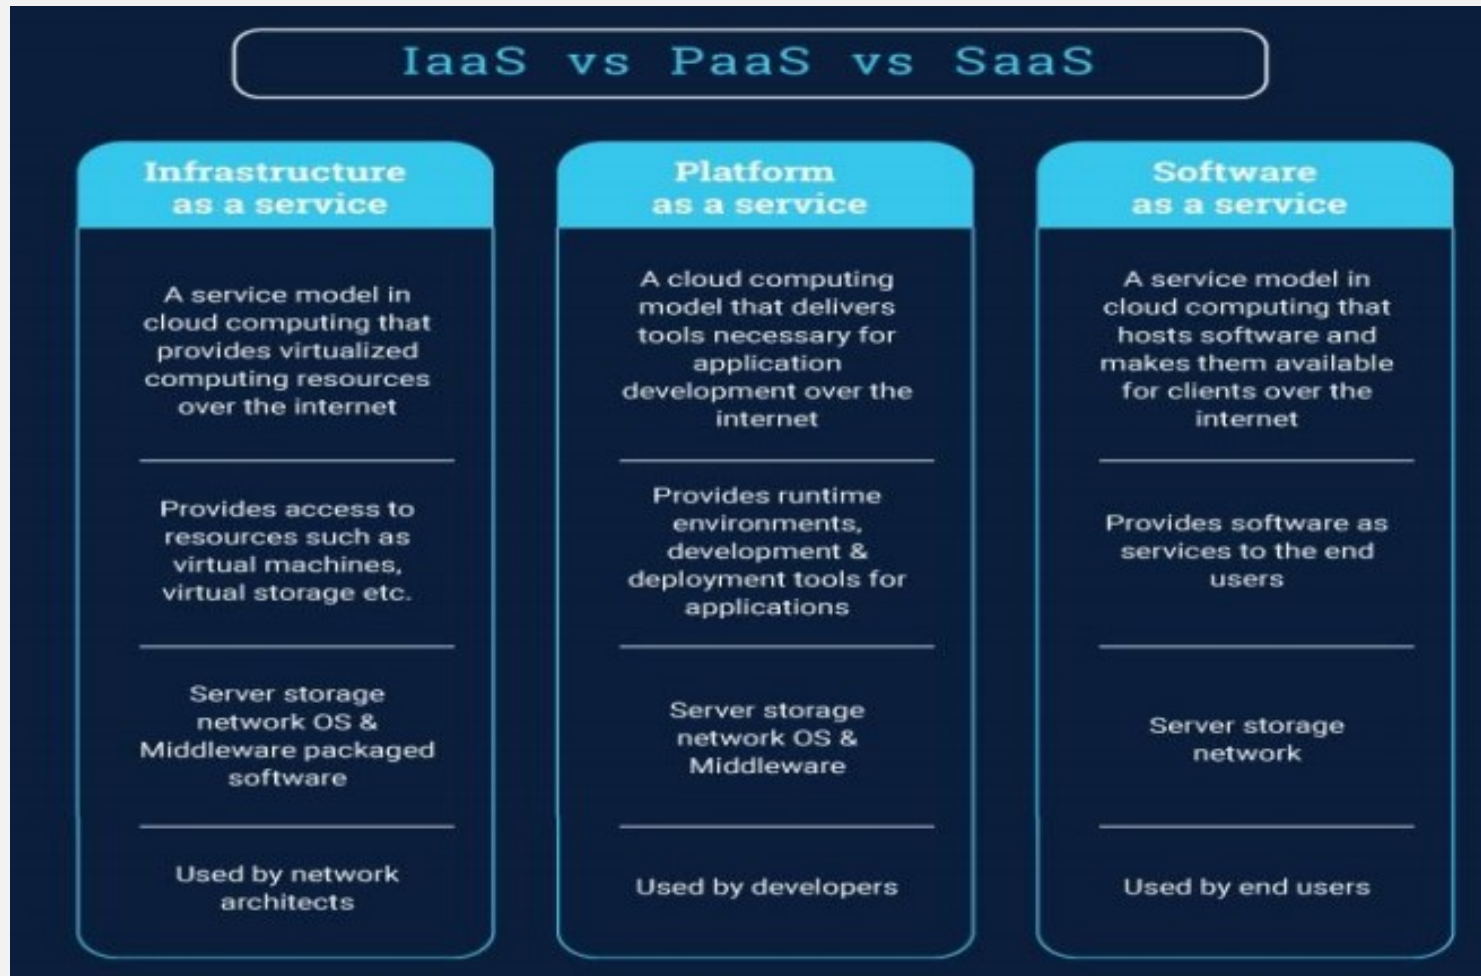 IaaS vs PaaS vs SaaS
Infrastructure
as a service
A service model in
cloud computing that
provides virtualized
computing resources
over the internet
Provides access to
resources such as
virtual machines,
virtual storage etc.
Server storage
network OS &
Middleware packaged
software
Used by network
architects
Platform
as a service
A cloud computing
model that delivers
tools necessary for
application
development over the
internet
Provides runtime
environments,
development &
deployment tools for
applications
Server storage
network OS &
Middleware
Used by developers
Software
as a service
A service model in
cloud computing that
hosts software and
makes them available
for clients over the
internet
Provides software as
services to the end
users
Server storage
network
Used by end users